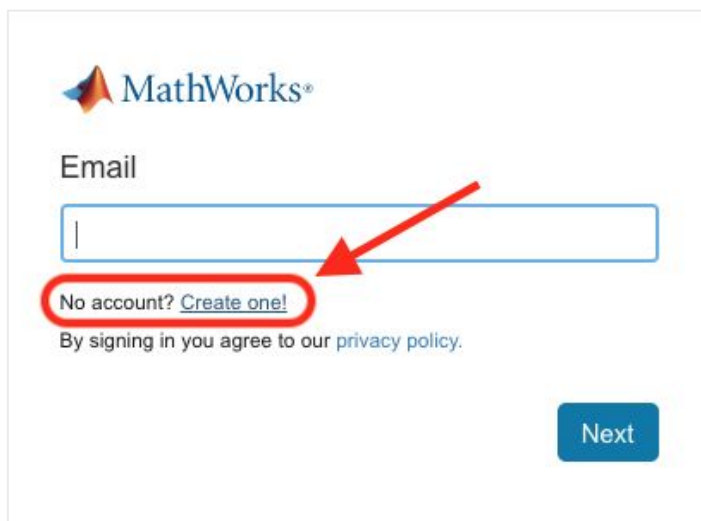 MathWorks®
Email
No account? Create one!
By signing in you agree to our privacy policy.
Next